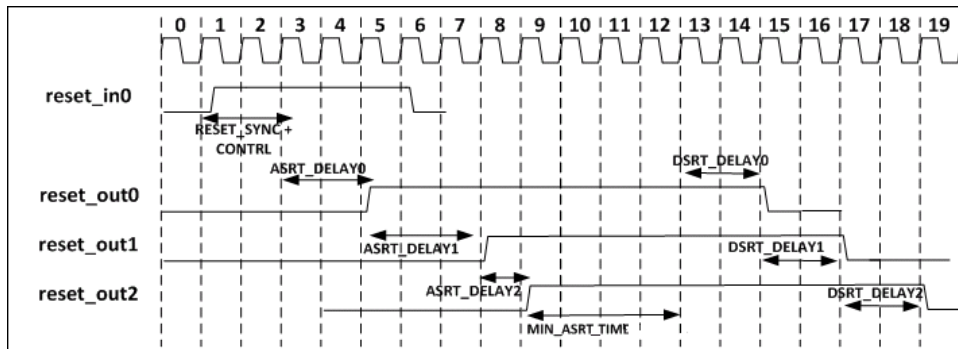 0 1 2 3 4 5 6 7 8 9 10 11 12 13 14 15 16 17 18 19
reset_in0
RESET_SYNC +
CONTRL
ASRT_DELAY0
DSRT_DELAY0
reset_out0
reset_out1
ASRT_DELAY1
DSRT_DELAY1
reset_out2
ASRT_DELAY2
DSRT_DELAY2
MIN_ASRT_TIME